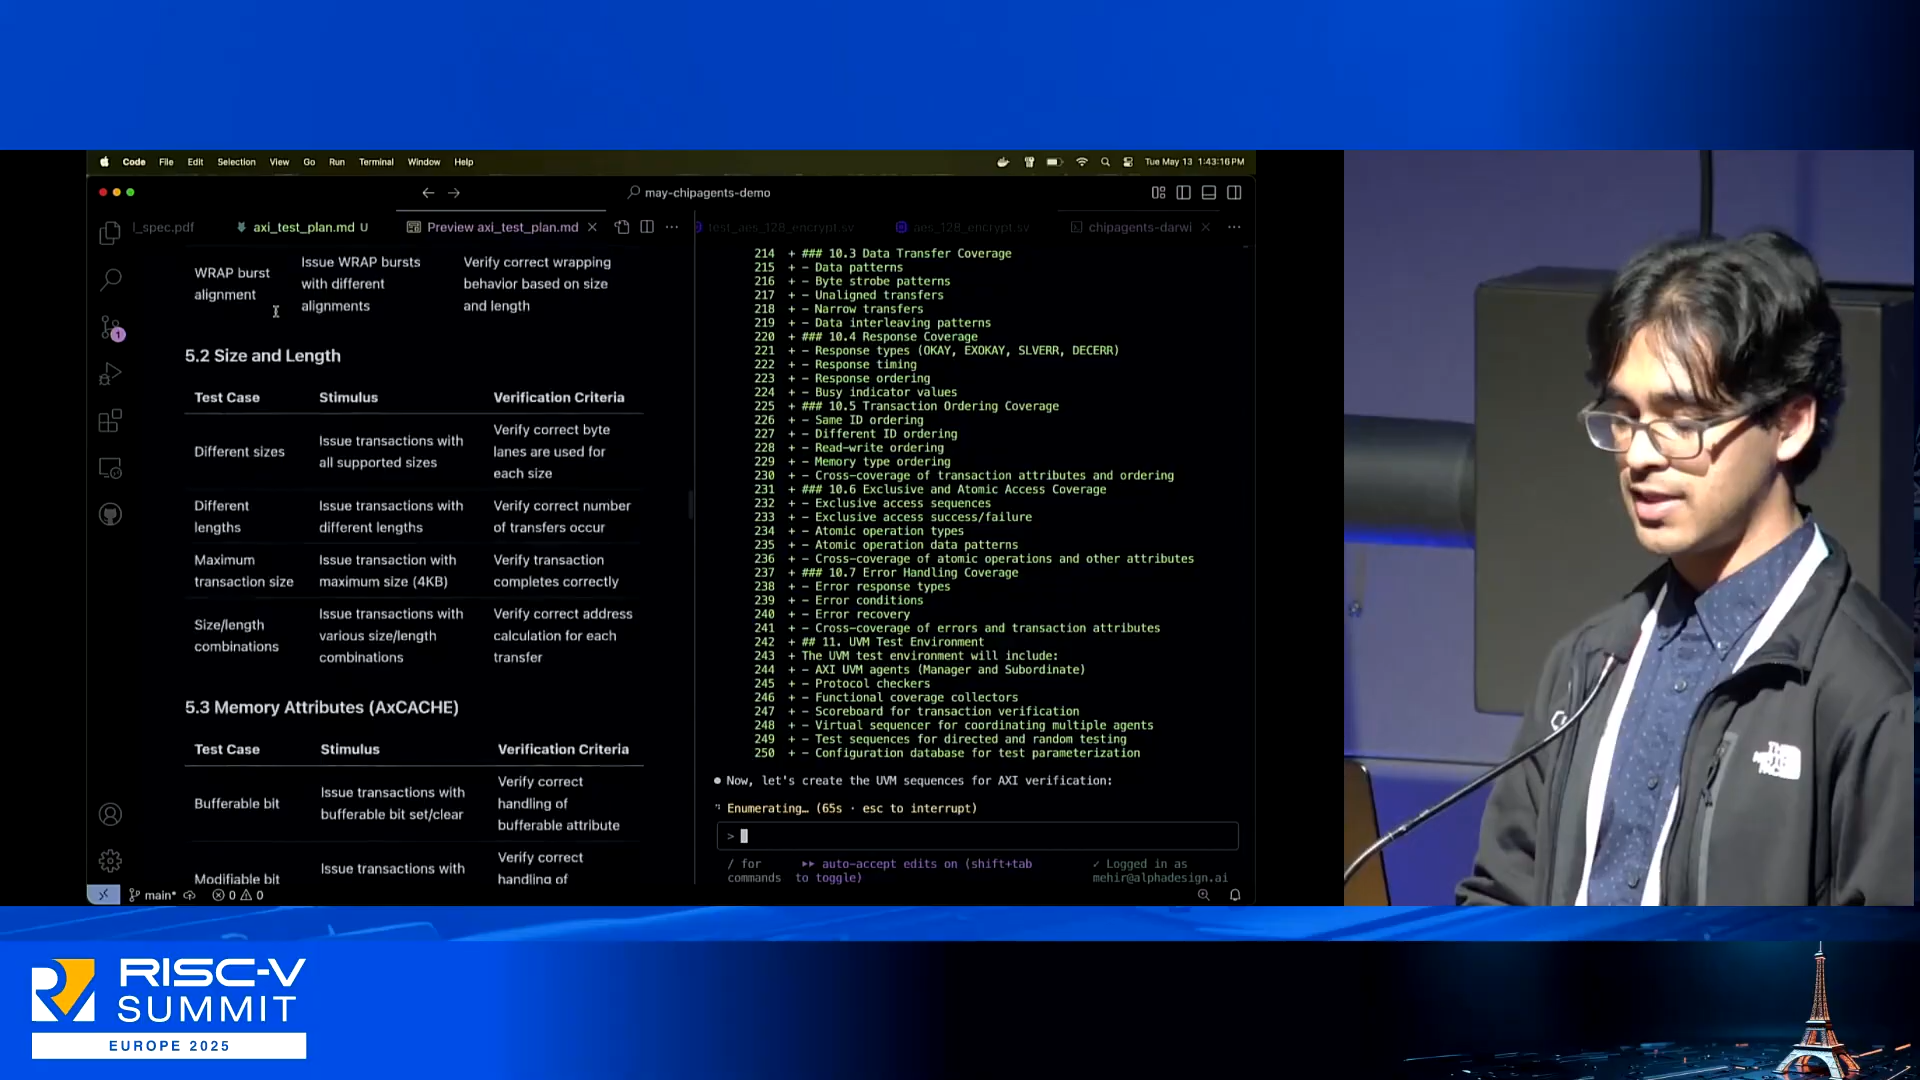 Code File Edit Selection View Go Run Terminal Window Help
Tue May 13 1:43:16 PM
may-chipagents-demo
l_spec.pdf
axi_test_plan.md U
Preview axi_test_plan.md
test_aes_128_encrypt.sv
aes_128_encrypt.sv
chipagents-darwi
WRAP burst
alignment
Issue WRAP bursts
with different
alignments
Verify correct wrapping
behavior based on size
and length
5.2 Size and Length
Test Case Stimulus Verification Criteria
Different sizes
Issue transactions with
all supported sizes
Verify correct byte
lanes are used for
each size
Different
lengths
Issue transactions with
different lengths
Verify correct number
of transfers occur
Maximum
transaction size
Issue transaction with
maximum size (4KB)
Verify transaction
completes correctly
Size/length
combinations
Issue transactions with
various size/length
combinations
Verify correct address
calculation for each
transfer
5.3 Memory Attributes (AxCACHE)
Test Case Stimulus Verification Criteria
Bufferable bit
Issue transactions with
bufferable bit set/clear
Verify correct
handling of
bufferable attribute
Modifiable bit
Issue transactions with
Verify correct
handling of
1
main*
0 0
214 + ### 10.3 Data Transfer Coverage
215 + - Data patterns
216 + - Byte strobe patterns
217 + - Unaligned transfers
218 + - Narrow transfers
219 + - Data interleaving patterns
220 + ### 10.4 Response Coverage
221 + - Response types (OKAY, EXOKAY, SLVERR, DECERR)
222 + - Response timing
223 + - Response ordering
224 + - Busy indicator values
225 + ### 10.5 Transaction Ordering Coverage
226 + - Same ID ordering
227 + - Different ID ordering
228 + - Read-write ordering
229 + - Memory type ordering
230 + - Cross-coverage of transaction attributes and ordering
231 + ### 10.6 Exclusive and Atomic Access Coverage
232 + - Exclusive access sequences
233 + - Exclusive access success/failure
234 + - Atomic operation types
235 + - Atomic operation data patterns
236 + - Cross-coverage of atomic operations and other attributes
237 + ### 10.7 Error Handling Coverage
238 + - Error response types
239 + - Error conditions
240 + - Error recovery
241 + - Cross-coverage of errors and transaction attributes
242 + ## 11. UVM Test Environment
243 + The UVM test environment will include:
244 + - AXI UVM agents (Manager and Subordinate)
245 + - Protocol checkers
246 + - Functional coverage collectors
247 + - Scoreboard for transaction verification
248 + - Virtual sequencer for coordinating multiple agents
249 + - Test sequences for directed and random testing
250 + - Configuration database for test parameterization
● Now, let's create the UVM sequences for AXI verification:
Enumerating… (65s · esc to interrupt)
>
/ for
commands
▸▸ auto-accept edits on (shift+tab
to toggle)
✓ Logged in as
mehir@alphadesign.ai
THE
NORTH
FACE
RISC-V
SUMMIT
EUROPE 2025